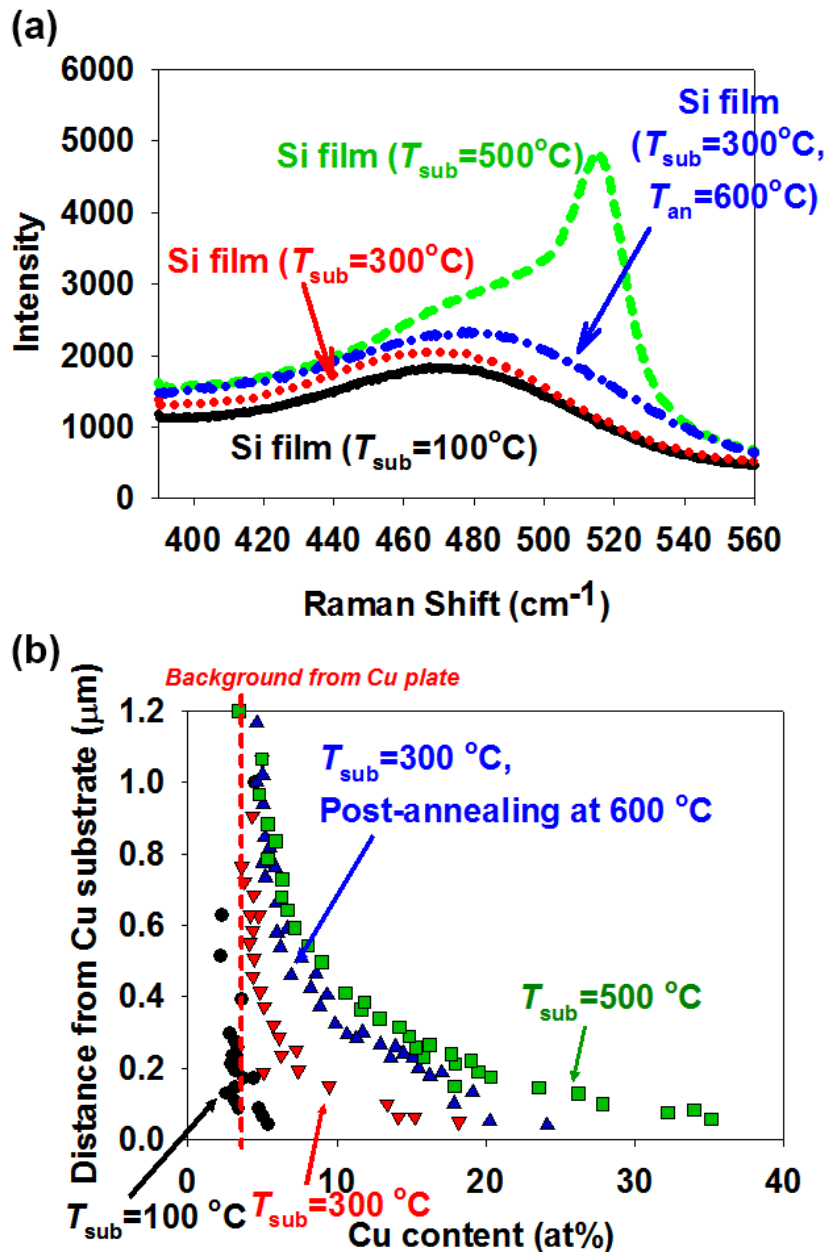 (a)
6000
5000
4000
3000
2000
1000
0
Intensity
Si film (Tsub=500°C)
Si film
(Tsub=300°C,
Tan=600°C)
Si film (Tsub=300°C)
Si film (Tsub=100°C)
400 420 440 460 480 500 520 540 560
Raman Shift (cm-1)
(b)
Background from Cu plate
1.2
1.0
0.8
0.6
0.4
0.2
0.0
Distance from Cu substrate (μm)
Tsub=300 °C,
Post-annealing at 600 °C
Tsub=500 °C
0 10 20 30 40
Tsub=100 °C
Tsub=300 °C
Cu content (at%)